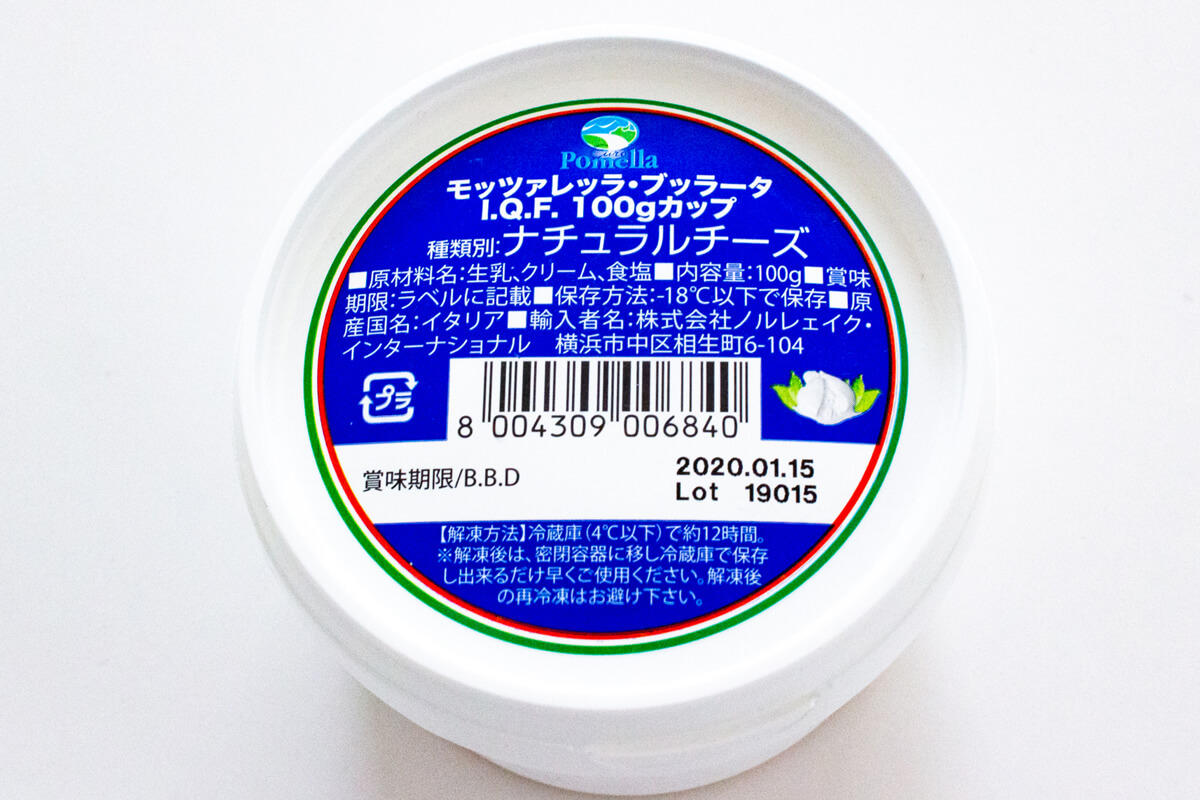 Pomella
モッツァレッラ・ブッラータ
I.Q.F. 100gカップ
種類別:ナチュラルチーズ
■原材料名:生乳、クリーム、食塩■内容量:100g■賞味
期限:ラベルに記載■保存方法:-18℃以下で保存■原
産国名:イタリア■輸入者名:株式会社ノルレェイク・
インターナショナル 横浜市中区相生町6-104
プラ
8 004309 006840
賞味期限/B.B.D
2020.01.15
Lot 19015
【解凍方法】冷蔵庫(4℃以下)で約12時間。
※解凍後は、密閉容器に移し冷蔵庫で保存
し出来るだけ早くご使用ください。解凍後
の再冷凍はお避け下さい。